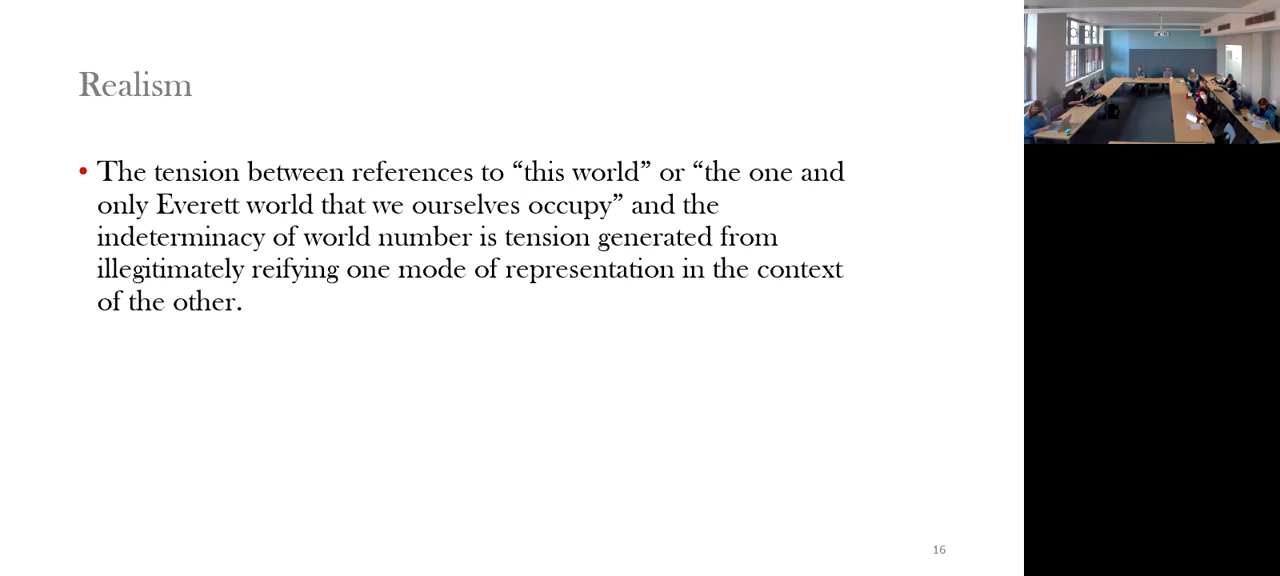 Realism
• The tension between references to “this world” or “the one and
only Everett world that we ourselves occupy” and the
indeterminacy of world number is tension generated from
illegitimately reifying one mode of representation in the context
of the other.
16